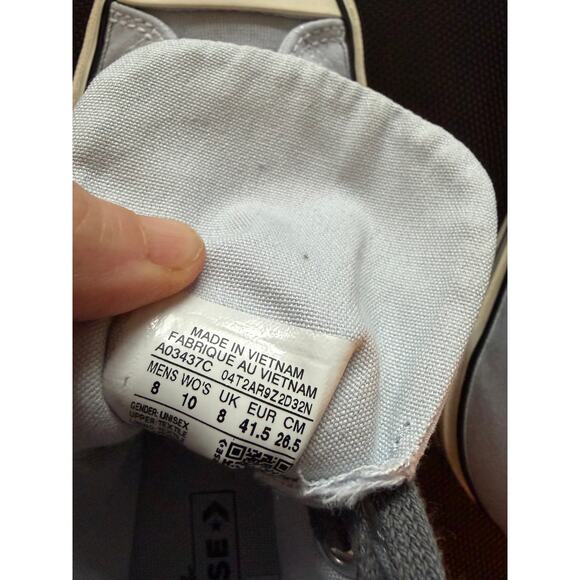 MADE IN VIETNAM
FABRIQUE AU VIETNAM
A03437C 04T2AR9Z2D32N
MENS WO'S UK EUR CM
8 10 8 41.5 26.5
GENDER: UNISEX
UPPER: TEXTILE